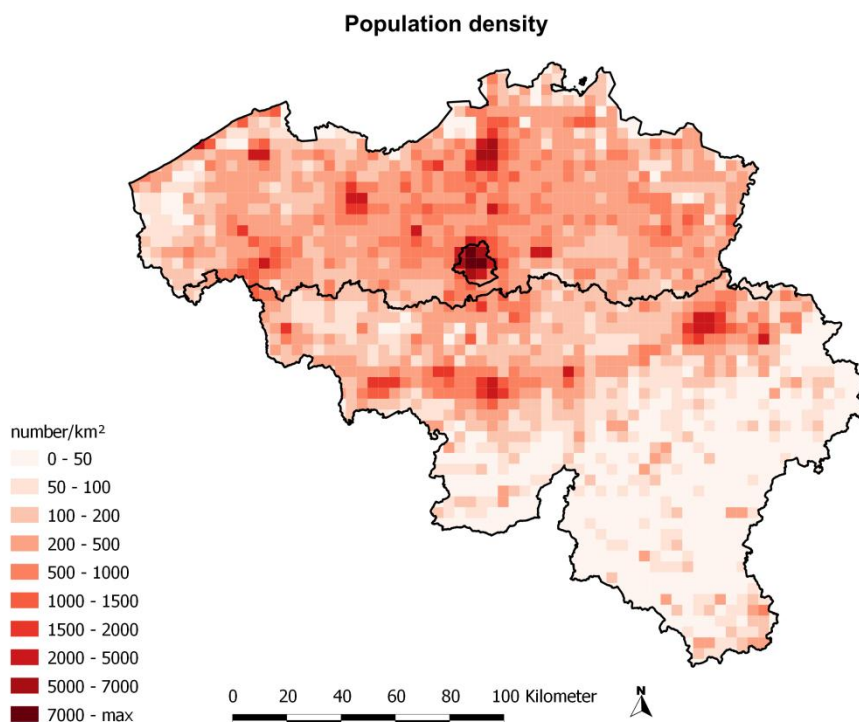 Population density
number/km²
0 - 50
50 - 100
100 - 200
200 - 500
500 - 1000
1000 - 1500
1500 - 2000
2000 - 5000
5000 - 7000
7000 - max
0 20 40 60 80 100 Kilometer
N